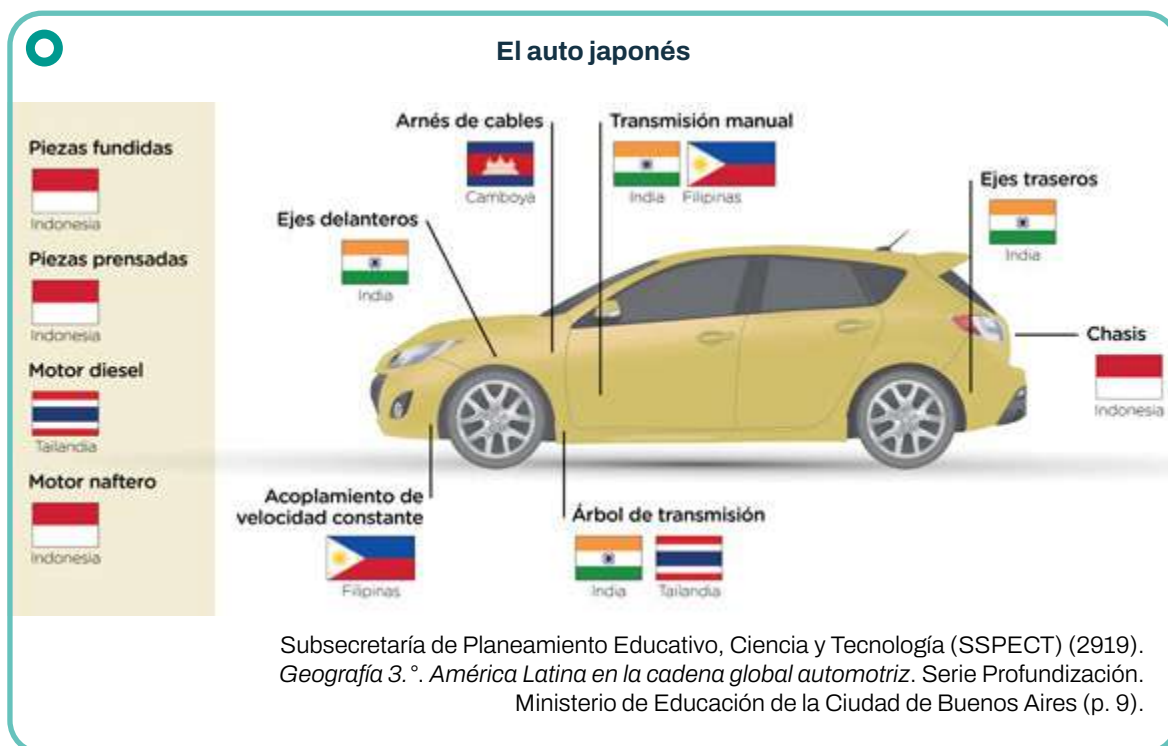 El auto japonés
Piezas fundidas
Indonesia
Piezas prensadas
Indonesia
Motor diesel
Tailandia
Motor naftero
Indonesia
Arnés de cables
Camboya
Transmisión manual
India Filipinas
Ejes delanteros
India
Ejes traseros
India
Chasis
Indonesia
Acoplamiento de
velocidad constante
Filipinas
Árbol de transmisión
India Tailandia
Subsecretaría de Planeamiento Educativo, Ciencia y Tecnología (SSPECT) (2919).
Geografía 3.°. América Latina en la cadena global automotriz. Serie Profundización.
Ministerio de Educación de la Ciudad de Buenos Aires (p. 9).